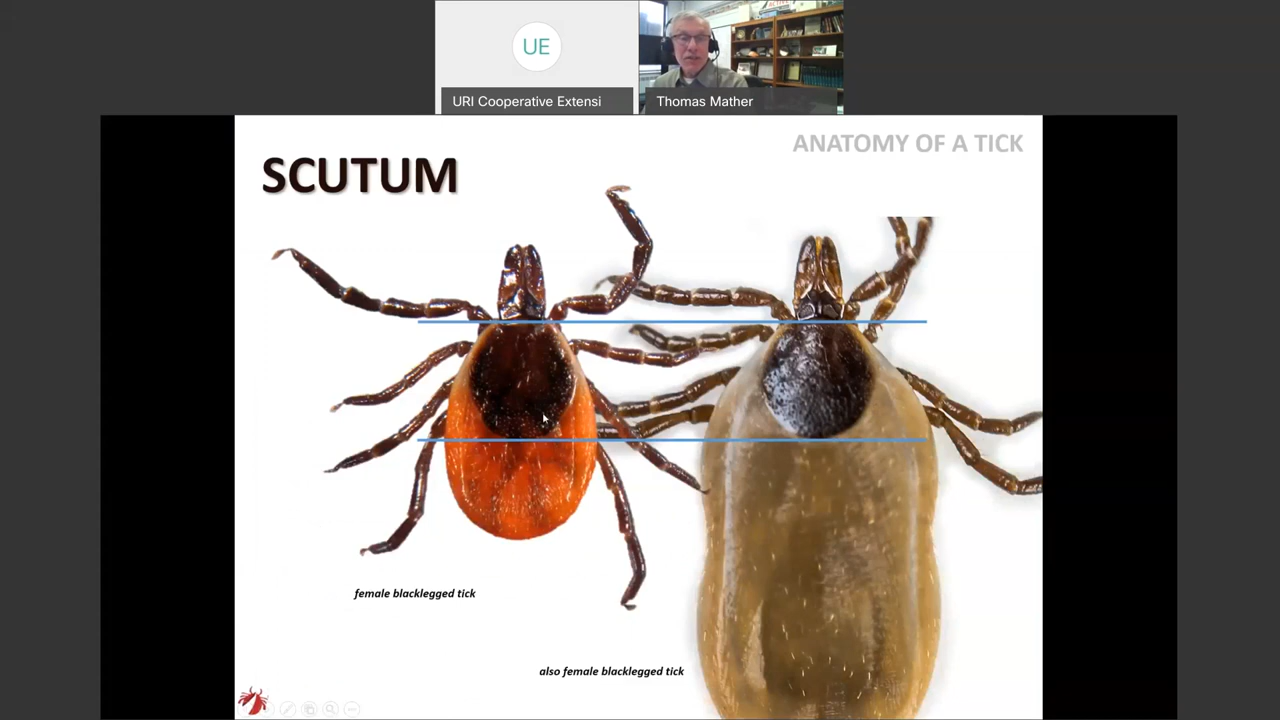 UE
URI Cooperative Extensi
Thomas Mather
ANATOMY OF A TICK
SCUTUM
female blacklegged tick
also female blacklegged tick